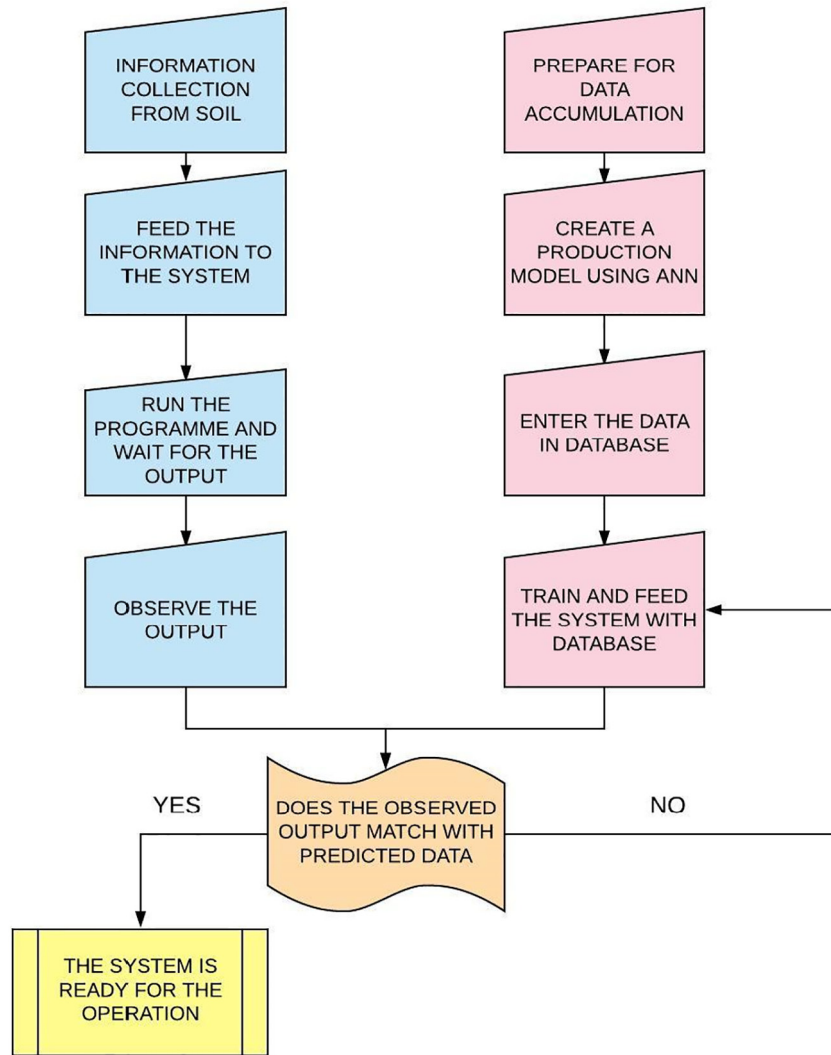 INFORMATION
COLLECTION
FROM SOIL
FEED THE
INFORMATION TO
THE SYSTEM
RUN THE
PROGRAMME AND
WAIT FOR THE
OUTPUT
OBSERVE THE
OUTPUT
PREPARE FOR
DATA
ACCUMULATION
CREATE A
PRODUCTION
MODEL USING ANN
ENTER THE DATA
IN DATABASE
TRAIN AND FEED
THE SYSTEM WITH
DATABASE
DOES THE OBSERVED
OUTPUT MATCH WITH
PREDICTED DATA
YES
NO
THE SYSTEM IS
READY FOR THE
OPERATION